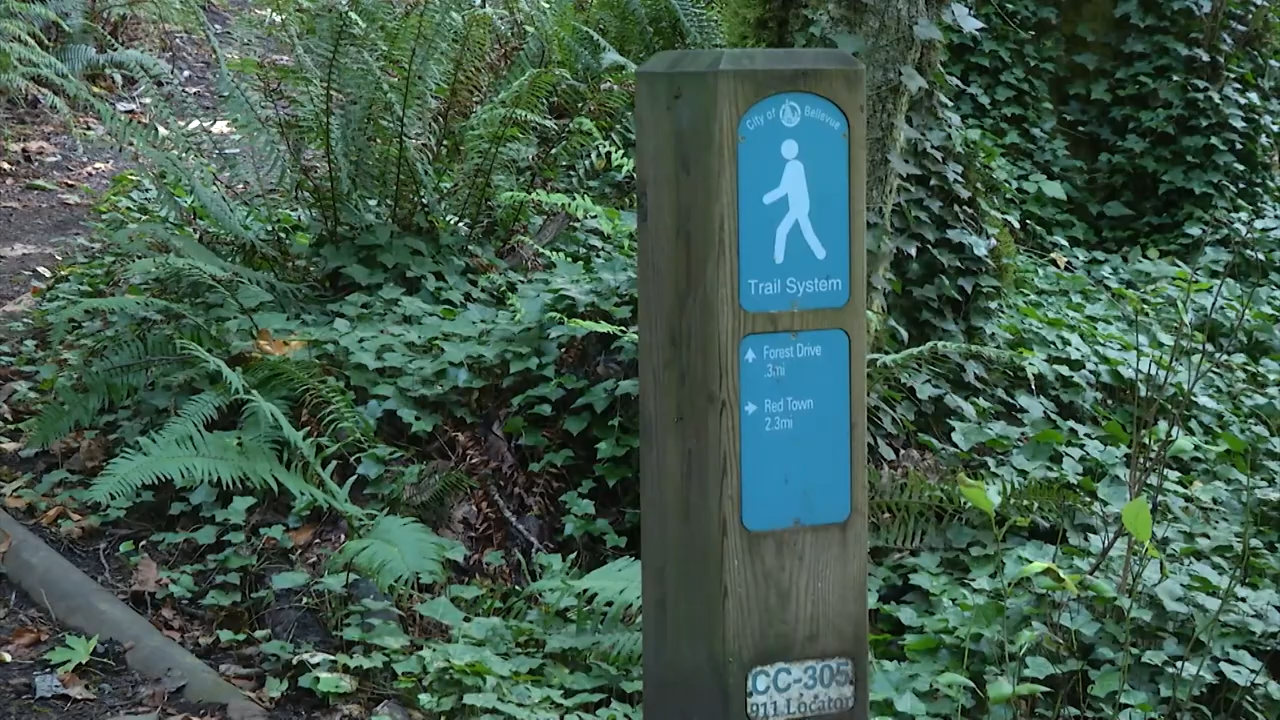 City of Bellevue
Trail System
Forest Drive
.3mi
Red Town
2.3mi
CC-305
911 Locator